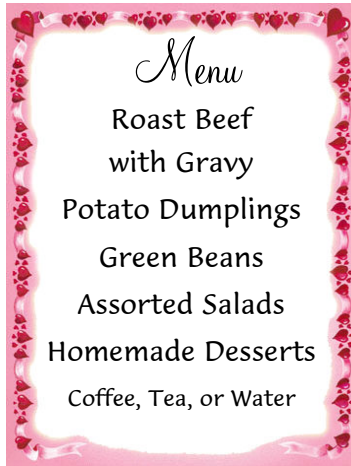 Menu
Roast Beef
with Gravy
Potato Dumplings
Green Beans
Assorted Salads
Homemade Desserts
Coffee, Tea, or Water